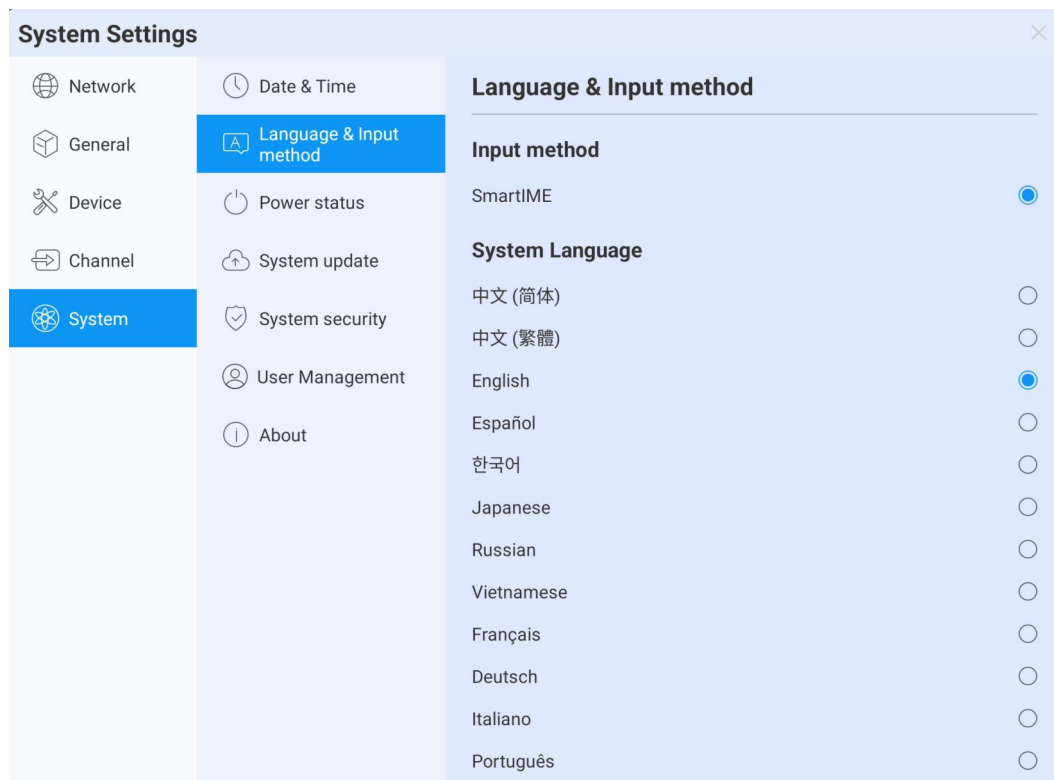 System Settings
Network
General
Device
Channel
System
Date & Time
Language & Input
method
Power status
System update
System security
User Management
About
Language & Input method
Input method
SmartIME
System Language
中文 (简体)
中文 (繁體)
English
Español
한국어
Japanese
Russian
Vietnamese
Français
Deutsch
Italiano
Português